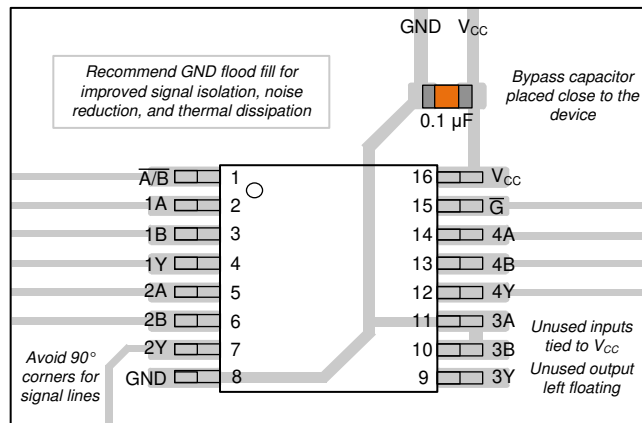 GND V_CC
Recommend GND flood fill for
improved signal isolation, noise
reduction, and thermal dissipation
Bypass capacitor
placed close to the
device
0.1 µF
A̅/̅B̅ 1 16 V_CC
1A 2 15 G̅
1B 3 14 4A
1Y 4 13 4B
2A 5 12 4Y
2B 6 11 3A
2Y 7 10 3B
GND 8 9 3Y
Unused inputs
tied to V_CC
Unused output
left floating
Avoid 90°
corners for
signal lines